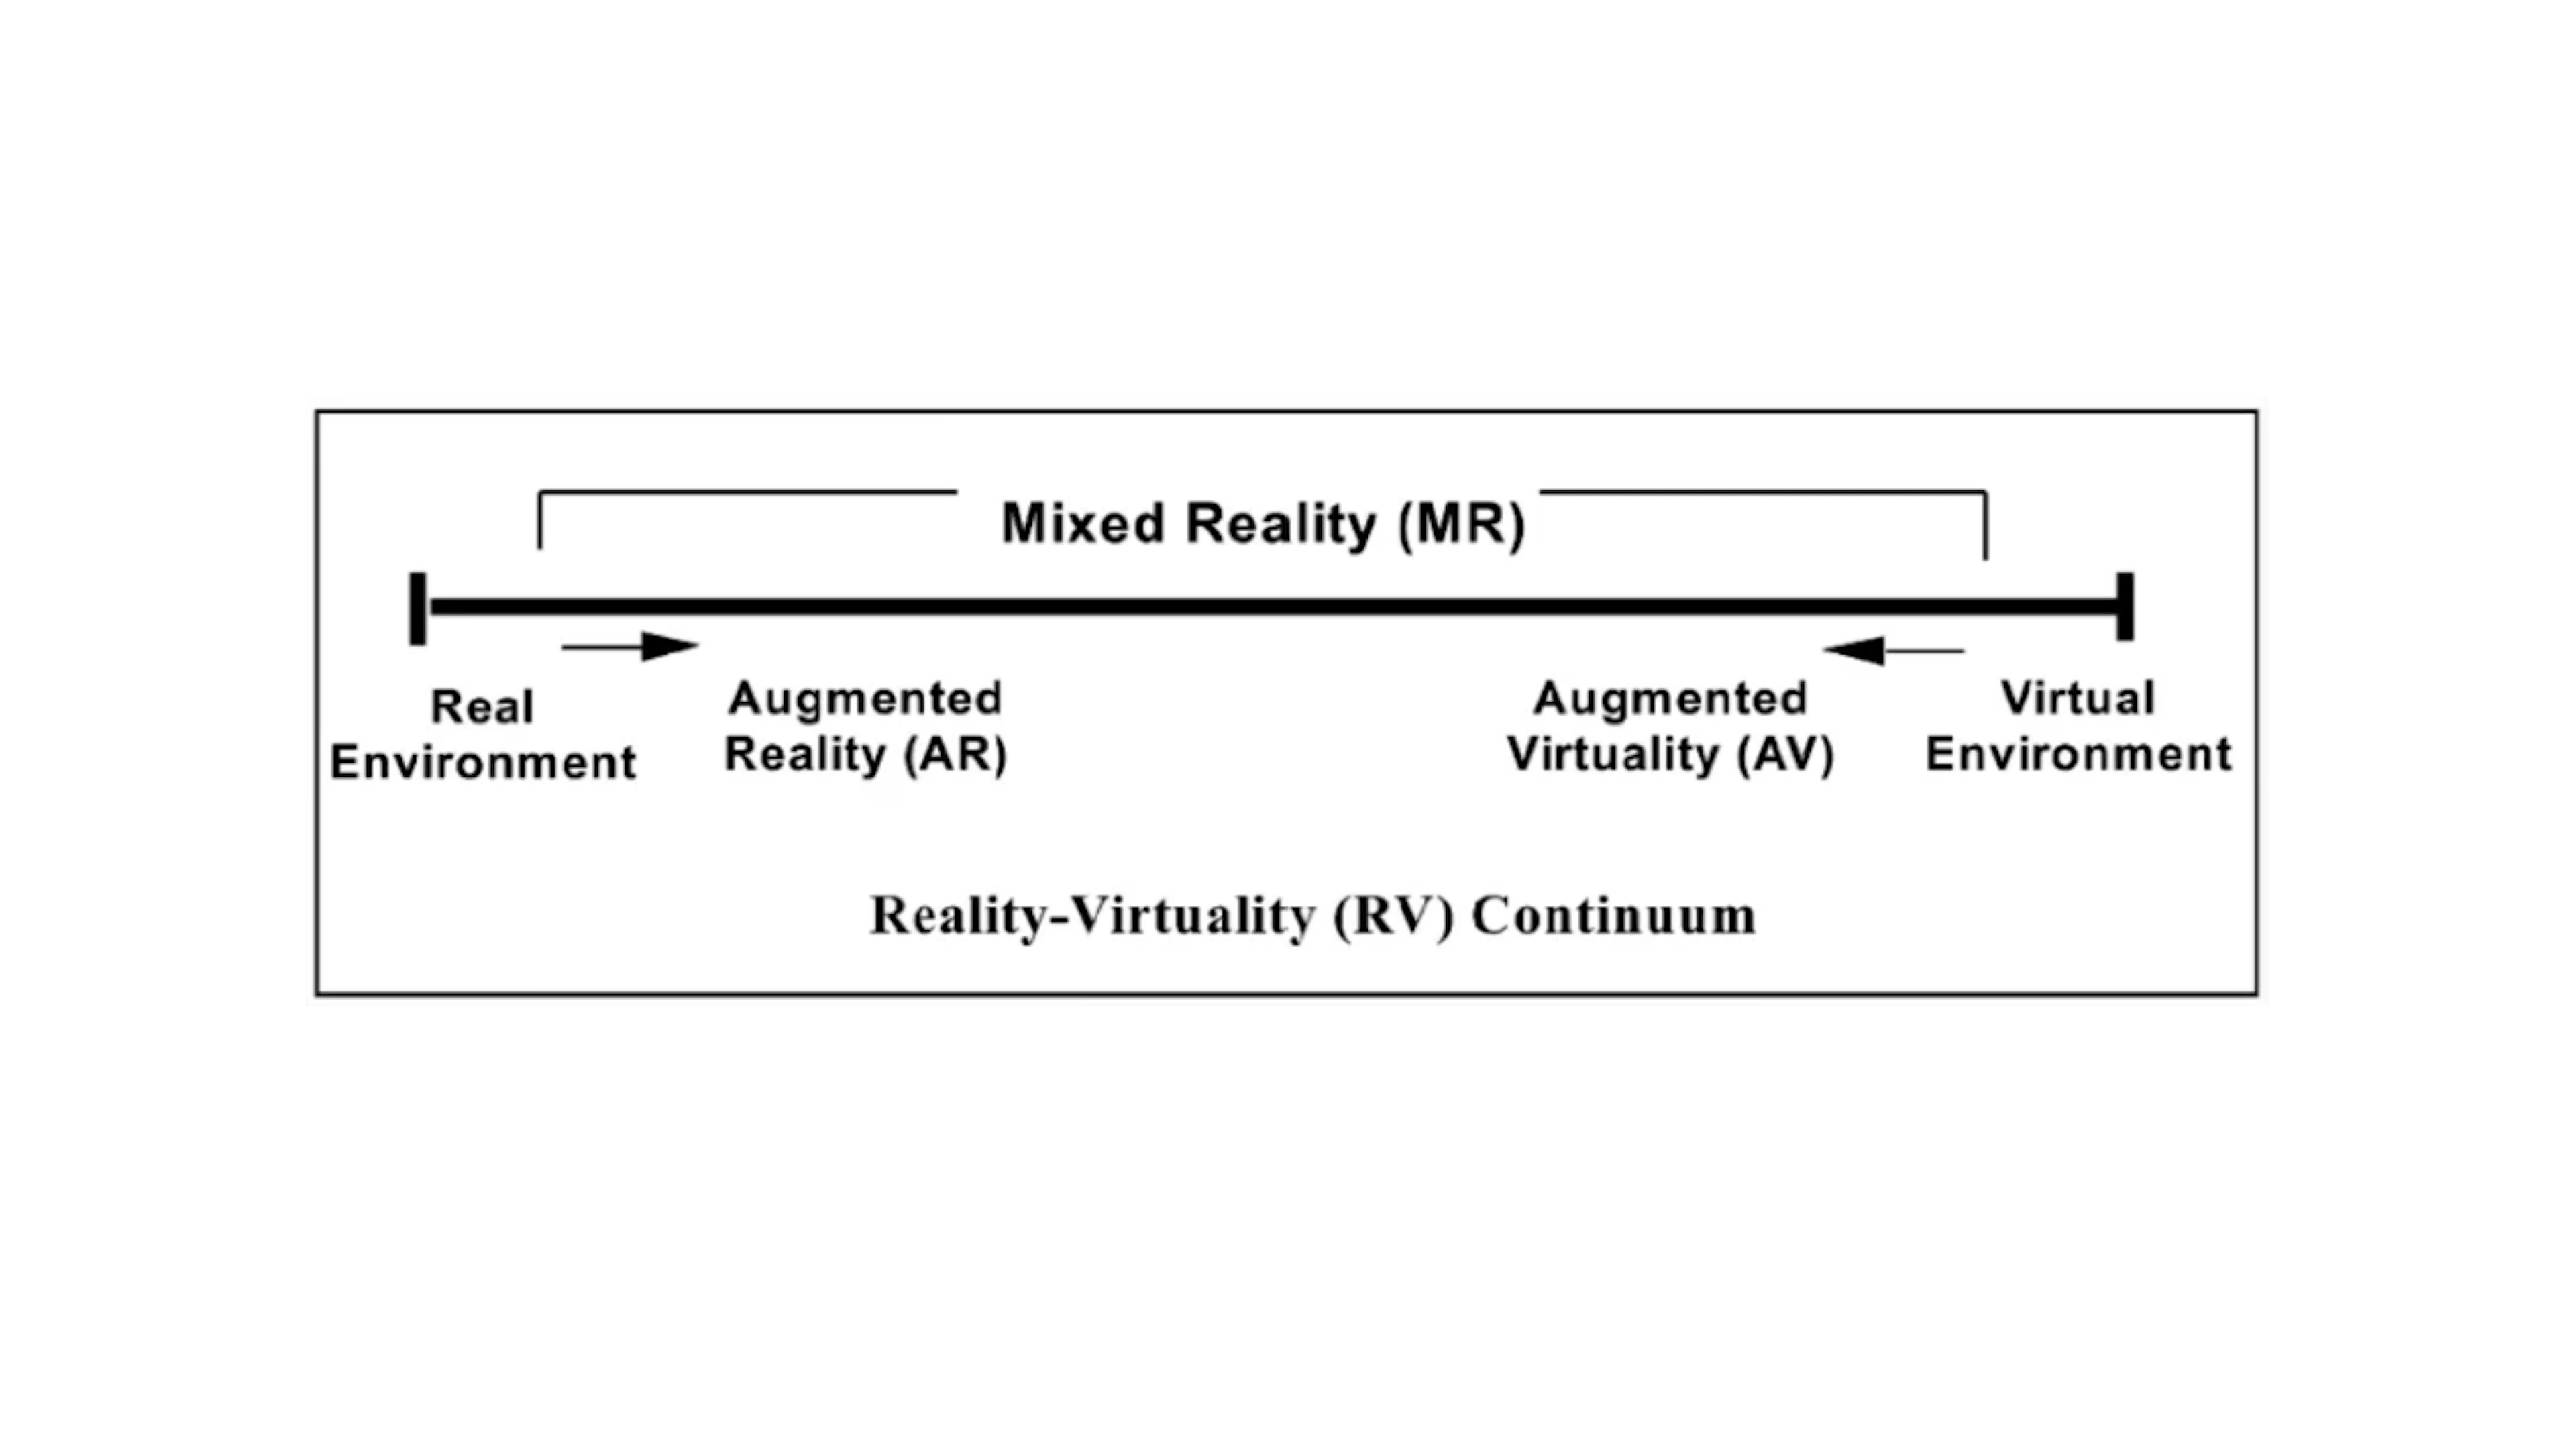 Mixed Reality (MR)
Real
Environment
Augmented
Reality (AR)
Augmented
Virtuality (AV)
Virtual
Environment
Reality-Virtuality (RV) Continuum